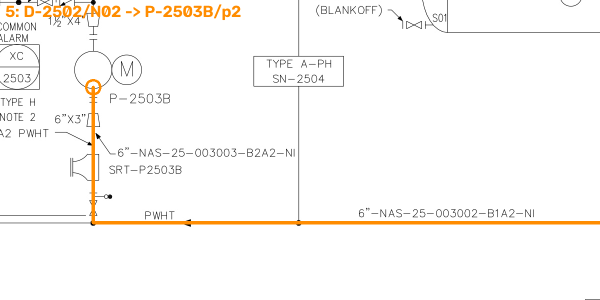 5: D-2502/N02 -> P-2503B/p2
1½"X4"
(BLANKOFF)
S01
COMMON
ALARM
XC
2503
M
TYPE A-PH
SN-2504
P-2503B
TYPE H
NOTE 2
6"X3"
A2 PWHT
6"-NAS-25-003003-B2A2-NI
SRT-P2503B
PWHT
6"-NAS-25-003002-B1A2-NI